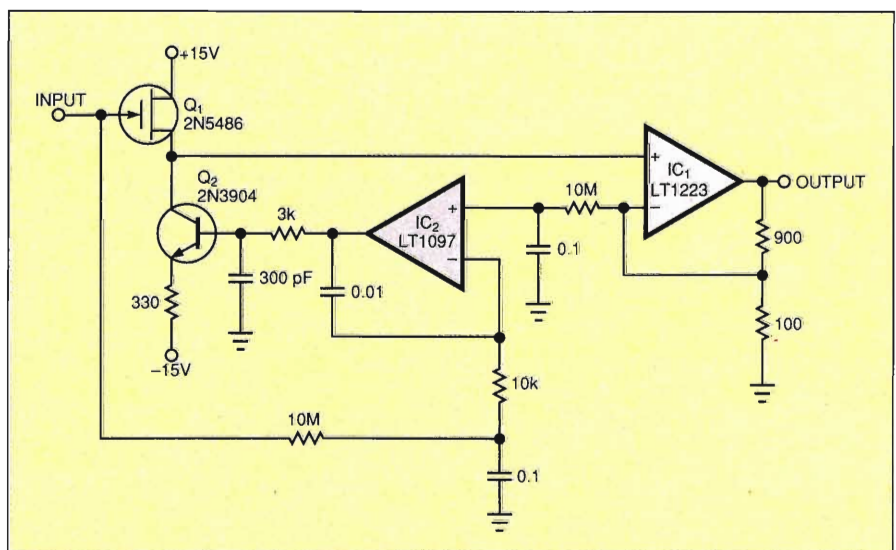 +15V
INPUT
Q1
2N5486
Q2
2N3904
3k
300 pF
330
–15V
0.01
IC2
LT1097
+
–
10M
0.1
+
–
IC1
LT1223
OUTPUT
900
100
10k
10M
0.1